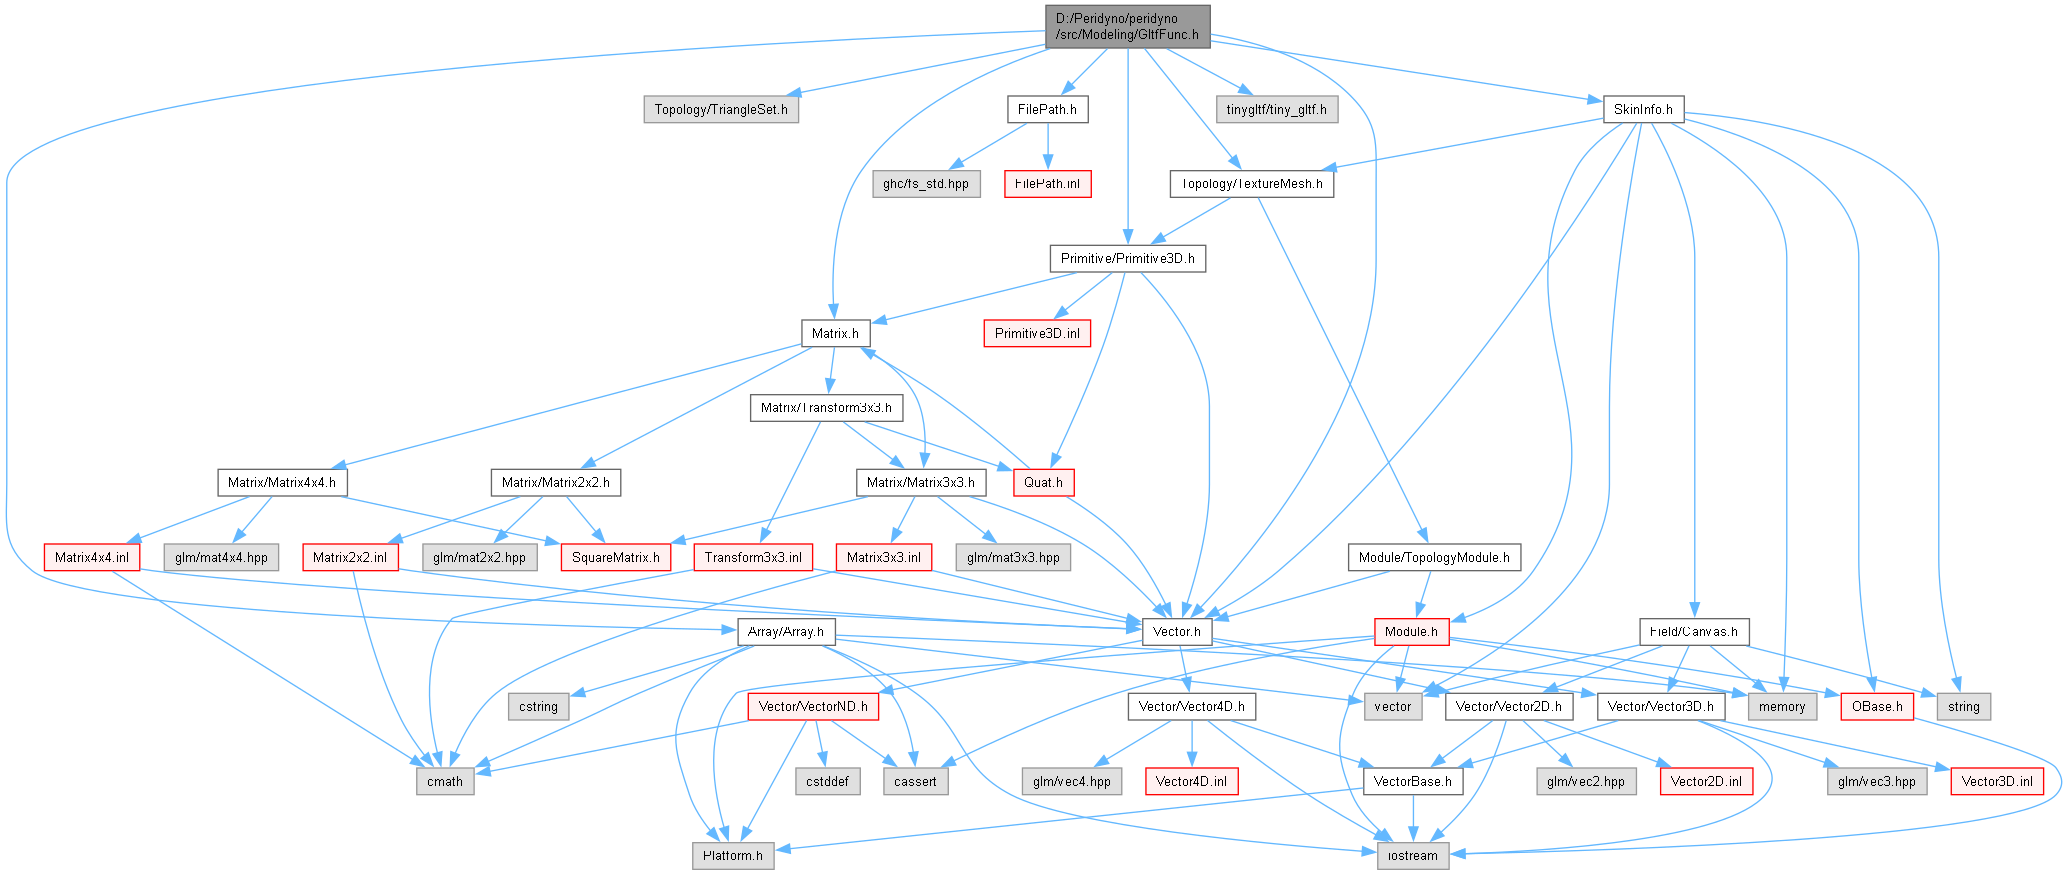 D:/Peridyno/peridyno
/src/Modeling/GltfFunc.h
Topology/TriangleSet.h
FilePath.h
tinygltf/tiny_gltf.h
SkinInfo.h
ghc/fs_std.hpp
FilePath.inl
Topology/TextureMesh.h
Primitive/Primitive3D.h
Matrix.h
Primitive3D.inl
Matrix/Transform3x3.h
Matrix/Matrix4x4.h
Matrix/Matrix2x2.h
Matrix/Matrix3x3.h
Quat.h
Matrix4x4.inl
glm/mat4x4.hpp
Matrix2x2.inl
glm/mat2x2.hpp
SquareMatrix.h
Transform3x3.inl
Matrix3x3.inl
glm/mat3x3.hpp
Module/TopologyModule.h
Array/Array.h
Vector.h
Module.h
Field/Canvas.h
cstring
Vector/VectorND.h
Vector/Vector4D.h
vector
Vector/Vector2D.h
Vector/Vector3D.h
memory
OBase.h
string
cmath
cstddef
cassert
glm/vec4.hpp
Vector4D.inl
VectorBase.h
glm/vec2.hpp
Vector2D.inl
glm/vec3.hpp
Vector3D.inl
Platform.h
iostream